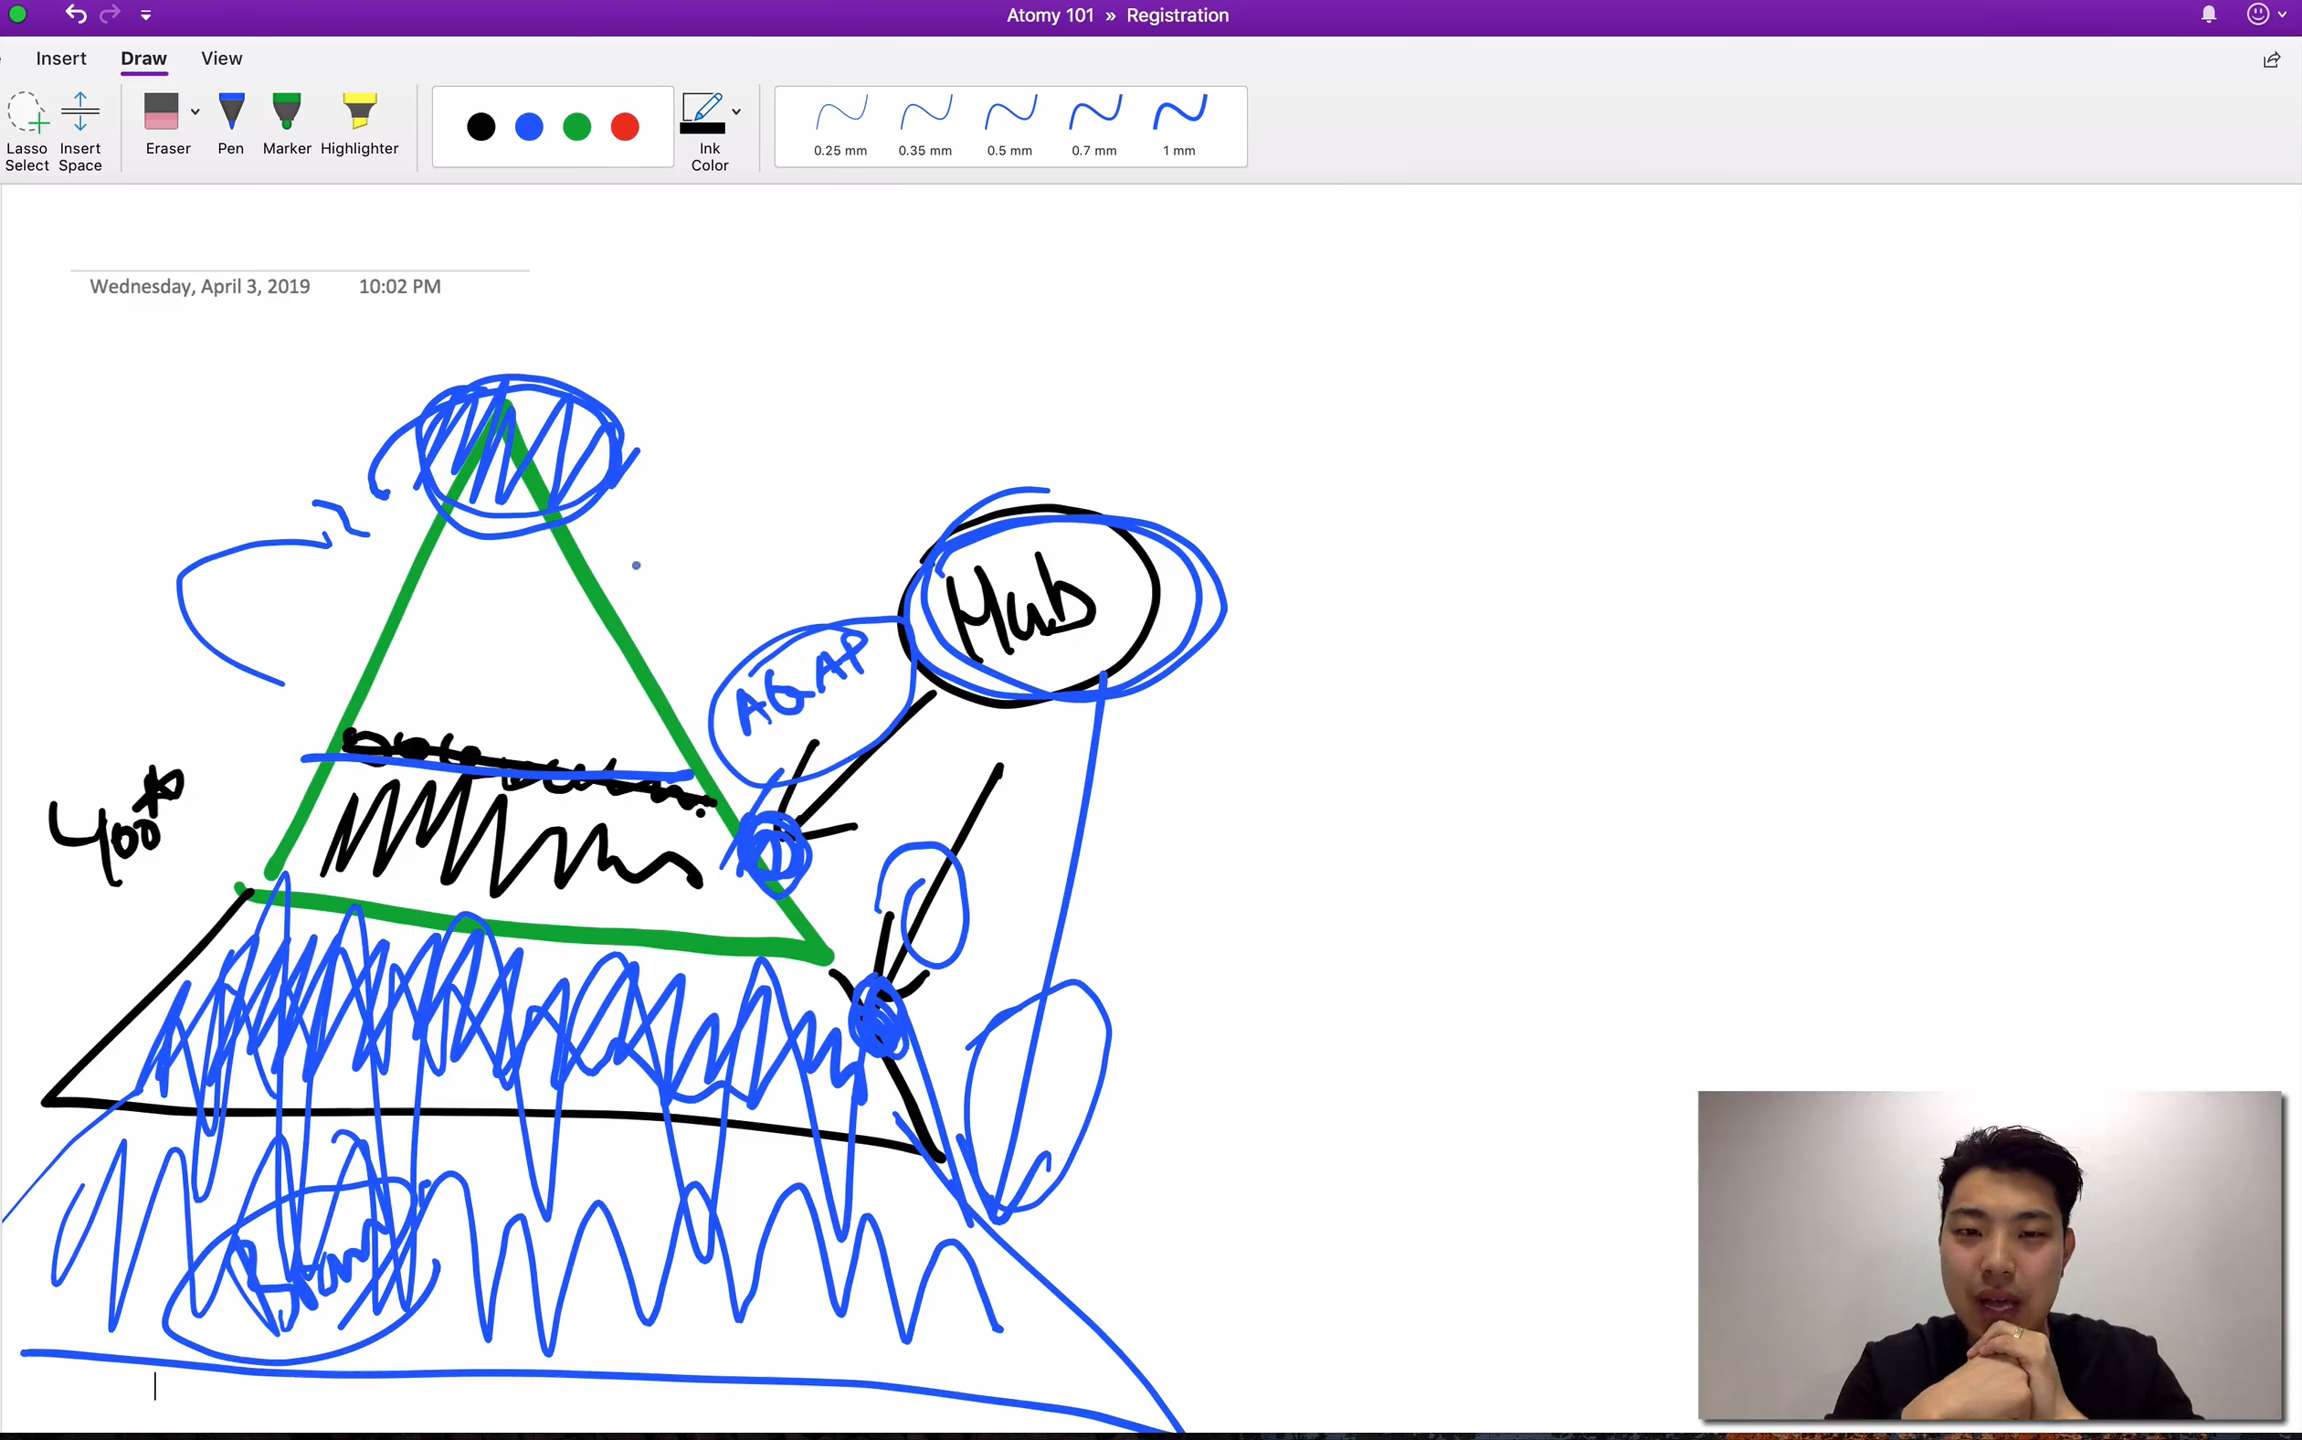 Atomy 101 » Registration
Insert Draw View
Lasso Select
Insert Space
Eraser
Pen
Marker
Highlighter
Ink Color
0.25 mm
0.35 mm
0.5 mm
0.7 mm
1 mm
Wednesday, April 3, 2019 10:02 PM
Hub
400